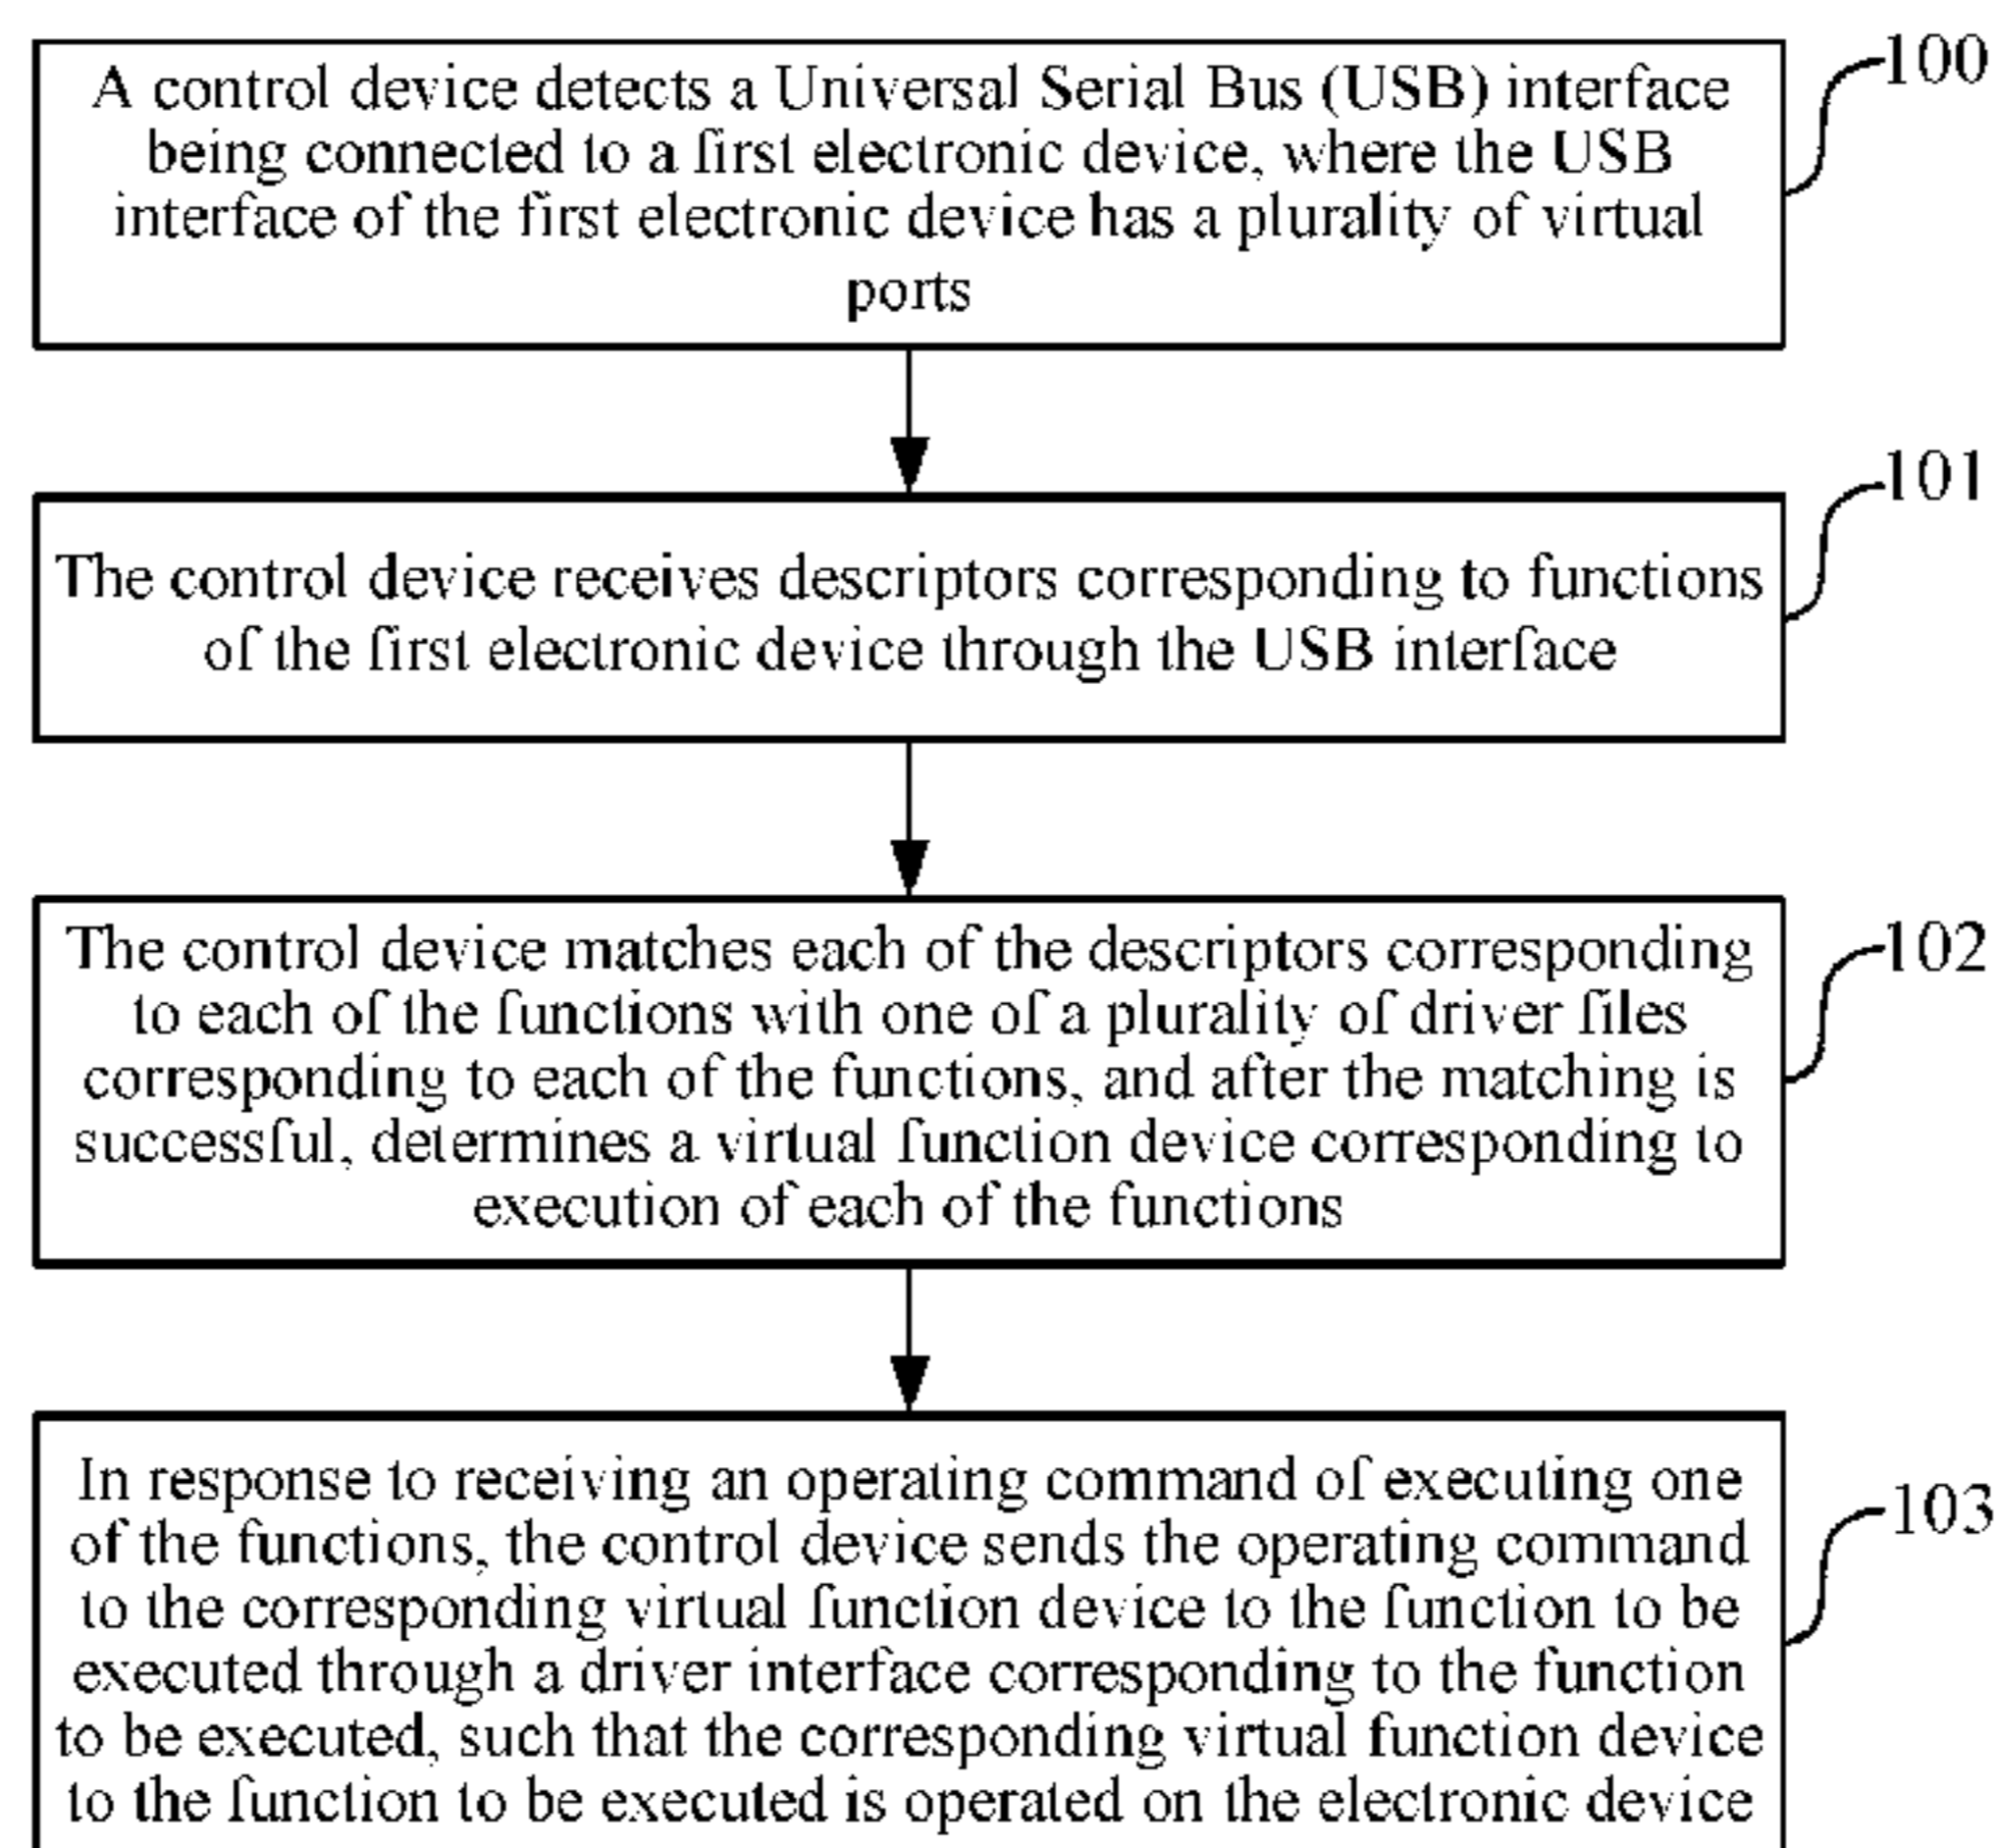 A control device detects a Universal Serial Bus (USB) interface
being connected to a first electronic device, where the USB
interface of the first electronic device has a plurality of virtual
ports
100
The control device receives descriptors corresponding to functions
of the first electronic device through the USB interface
101
The control device matches each of the descriptors corresponding
to each of the functions with one of a plurality of driver files
corresponding to each of the functions, and after the matching is
successful, determines a virtual function device corresponding to
execution of each of the functions
102
In response to receiving an operating command of executing one
of the functions, the control device sends the operating command
to the corresponding virtual function device to the function to be
executed through a driver interface corresponding to the function
to be executed, such that the corresponding virtual function device
to the function to be executed is operated on the electronic device
103